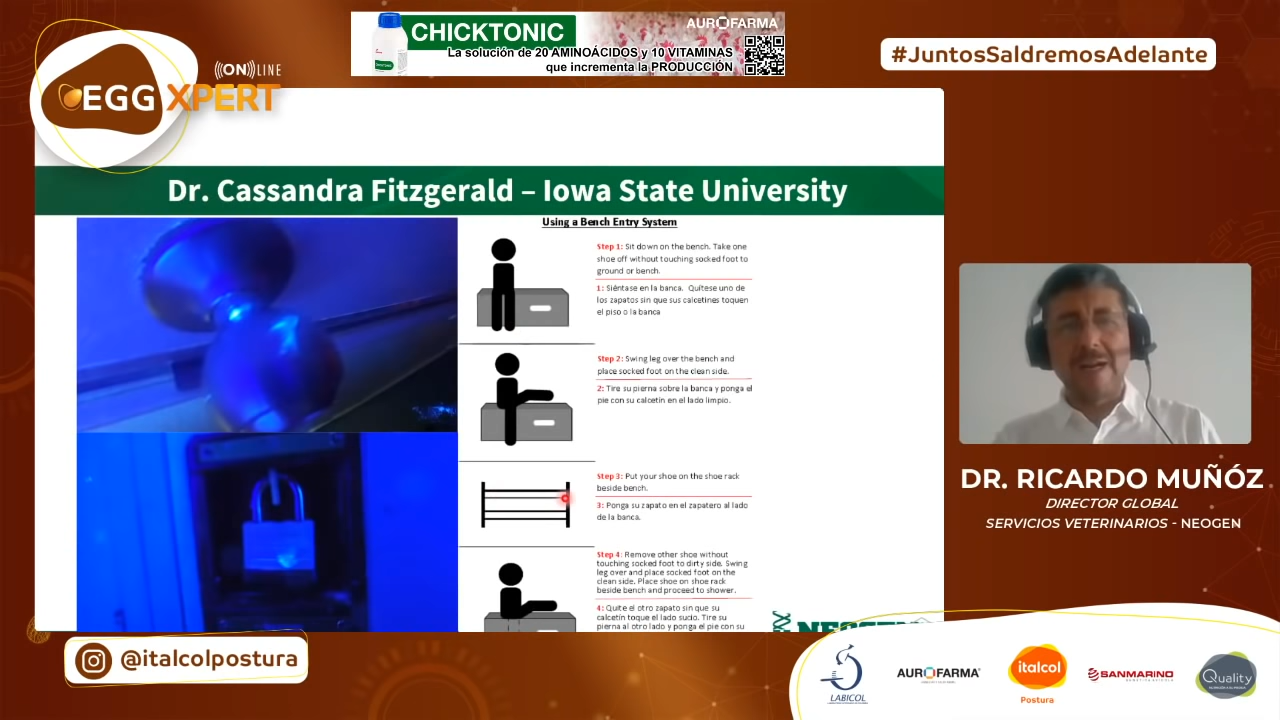 EGG XPERT
((ON))LINE
CHICKTONIC
AUROFARMA
La solución de 20 AMINOÁCIDOS y 10 VITAMINAS
que incrementa la PRODUCCIÓN
#JuntosSaldremosAdelante
Dr. Cassandra Fitzgerald – Iowa State University
Using a Bench Entry System
Step 1: Sit down on the bench. Take one
shoe off without touching socked foot to
ground or bench.
1: Siéntase en la banca. Quítese uno de
los zapatos sin que sus calcetines toquen
el piso o la banca
Step 2: Swing leg over the bench and
place socked foot on the clean side.
2: Tire su pierna sobre la banca y ponga el
pie con su calcetín en el lado limpio.
Step 3: Put your shoe on the shoe rack
beside bench.
3: Ponga su zapato en el zapatero al lado
de la banca.
Step 4: Remove other shoe without
touching socked foot to dirty side. Swing
leg over and place socked foot on the
clean side. Place shoe on shoe rack
beside bench and proceed to shower.
4: Quite el otro zapato sin que su
calcetín toque el lado sucio. Tire su
pierna al otro lado y ponga el pie con su
DR. RICARDO MUÑÓZ
DIRECTOR GLOBAL
SERVICIOS VETERINARIOS - NEOGEN
@italcolpostura
LABICOL
AUROFARMA
italcol
Postura
SANMARINO
Quality